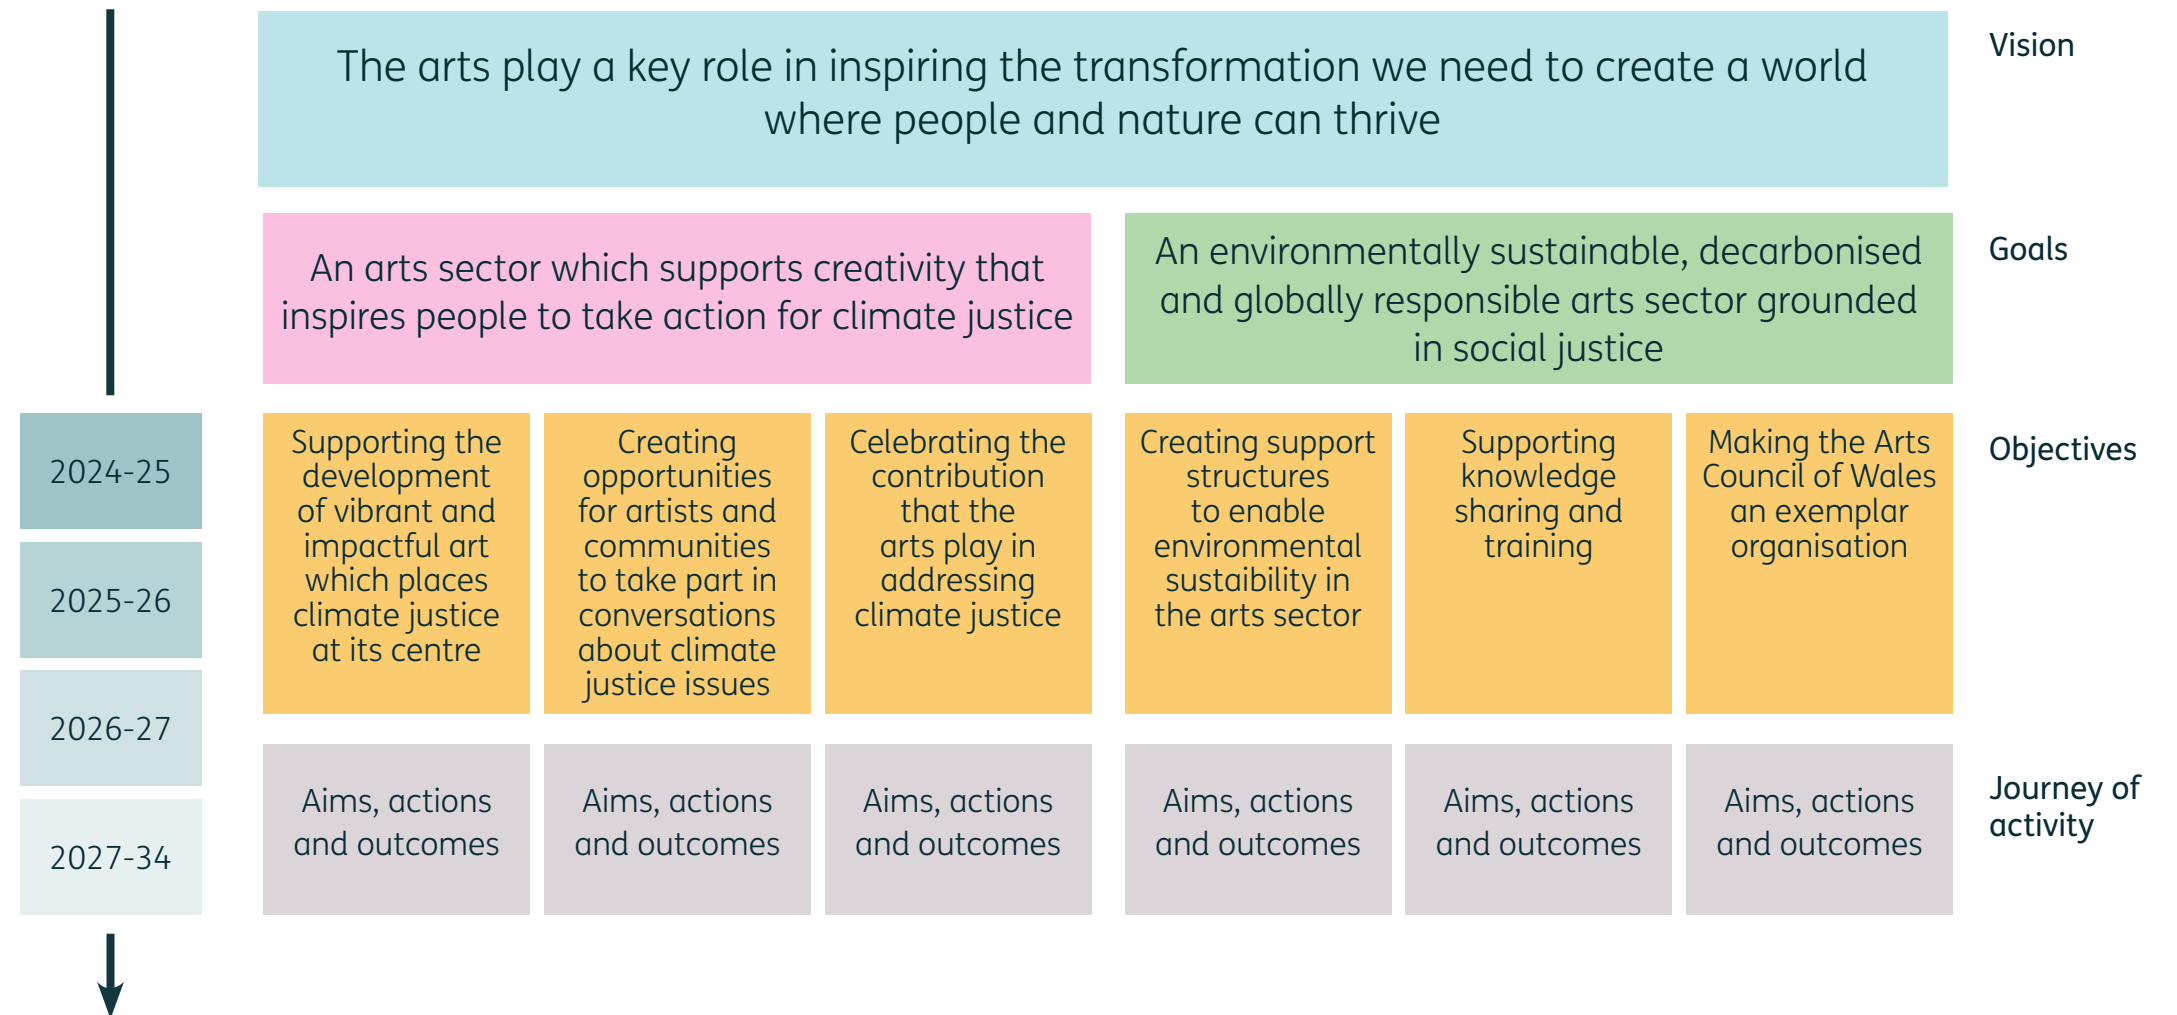 The arts play a key role in inspiring the transformation we need to create a world
where people and nature can thrive
Vision
An arts sector which supports creativity that
inspires people to take action for climate justice
An environmentally sustainable, decarbonised
and globally responsible arts sector grounded
in social justice
Goals
2024-25
2025-26
2026-27
2027-34
Supporting the
development
of vibrant and
impactful art
which places
climate justice
at its centre
Creating
opportunities
for artists and
communities
to take part in
conversations
about climate
justice issues
Celebrating the
contribution
that the
arts play in
addressing
climate justice
Creating support
structures
to enable
environmental
sustaibility in
the arts sector
Supporting
knowledge
sharing and
training
Making the Arts
Council of Wales
an exemplar
organisation
Objectives
Aims, actions
and outcomes
Aims, actions
and outcomes
Aims, actions
and outcomes
Aims, actions
and outcomes
Aims, actions
and outcomes
Aims, actions
and outcomes
Journey of
activity